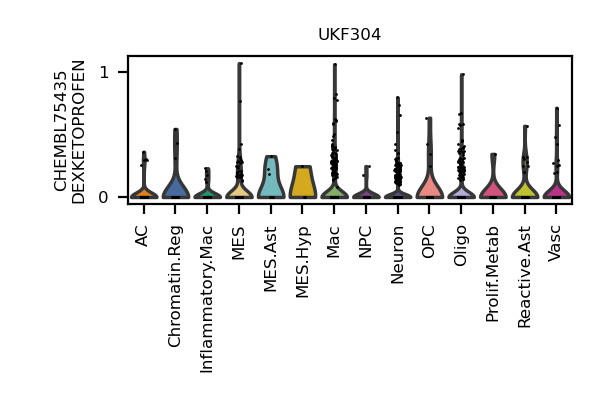 UKF304
CHEMBL75435
DEXKETOPROFEN
1
0
AC
Chromatin.Reg
Inflammatory.Mac
MES
MES.Ast
MES.Hyp
Mac
NPC
Neuron
OPC
Oligo
Prolif.Metab
Reactive.Ast
Vasc